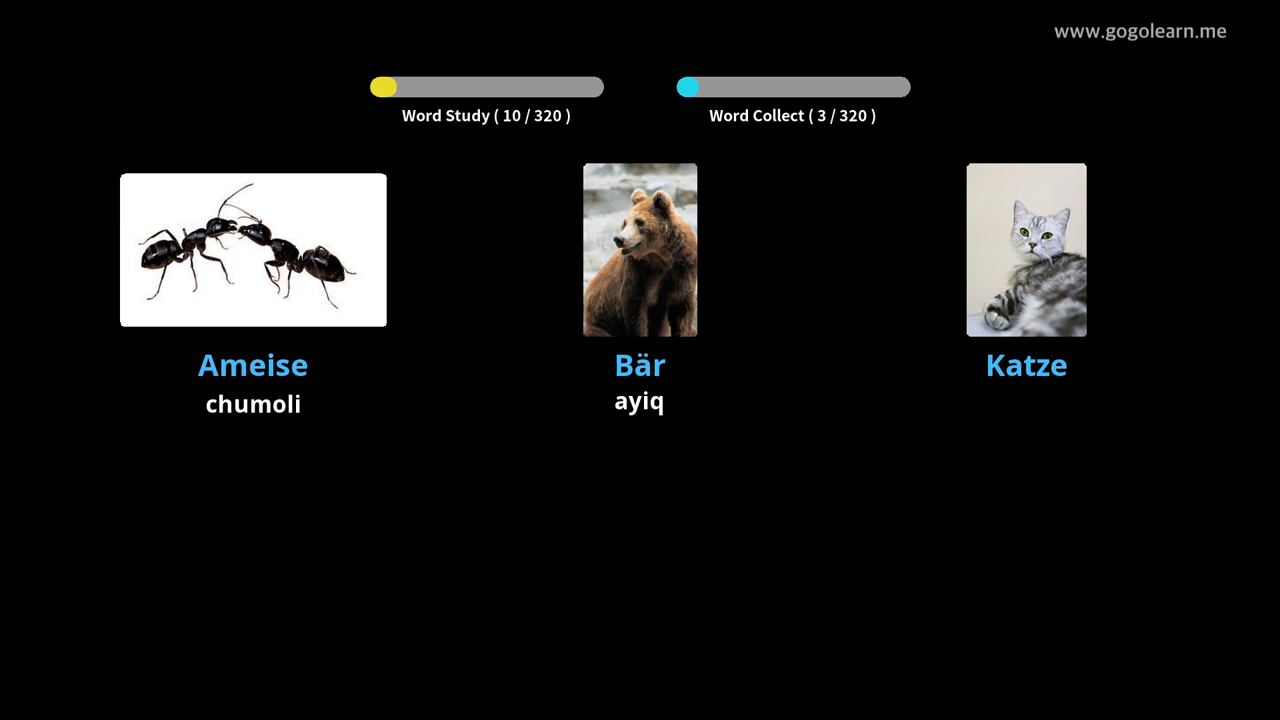 www.gogolearn.me
Word Study ( 10 / 320 )
Word Collect ( 3 / 320 )
Ameise
chumoli
Bär
ayiq
Katze